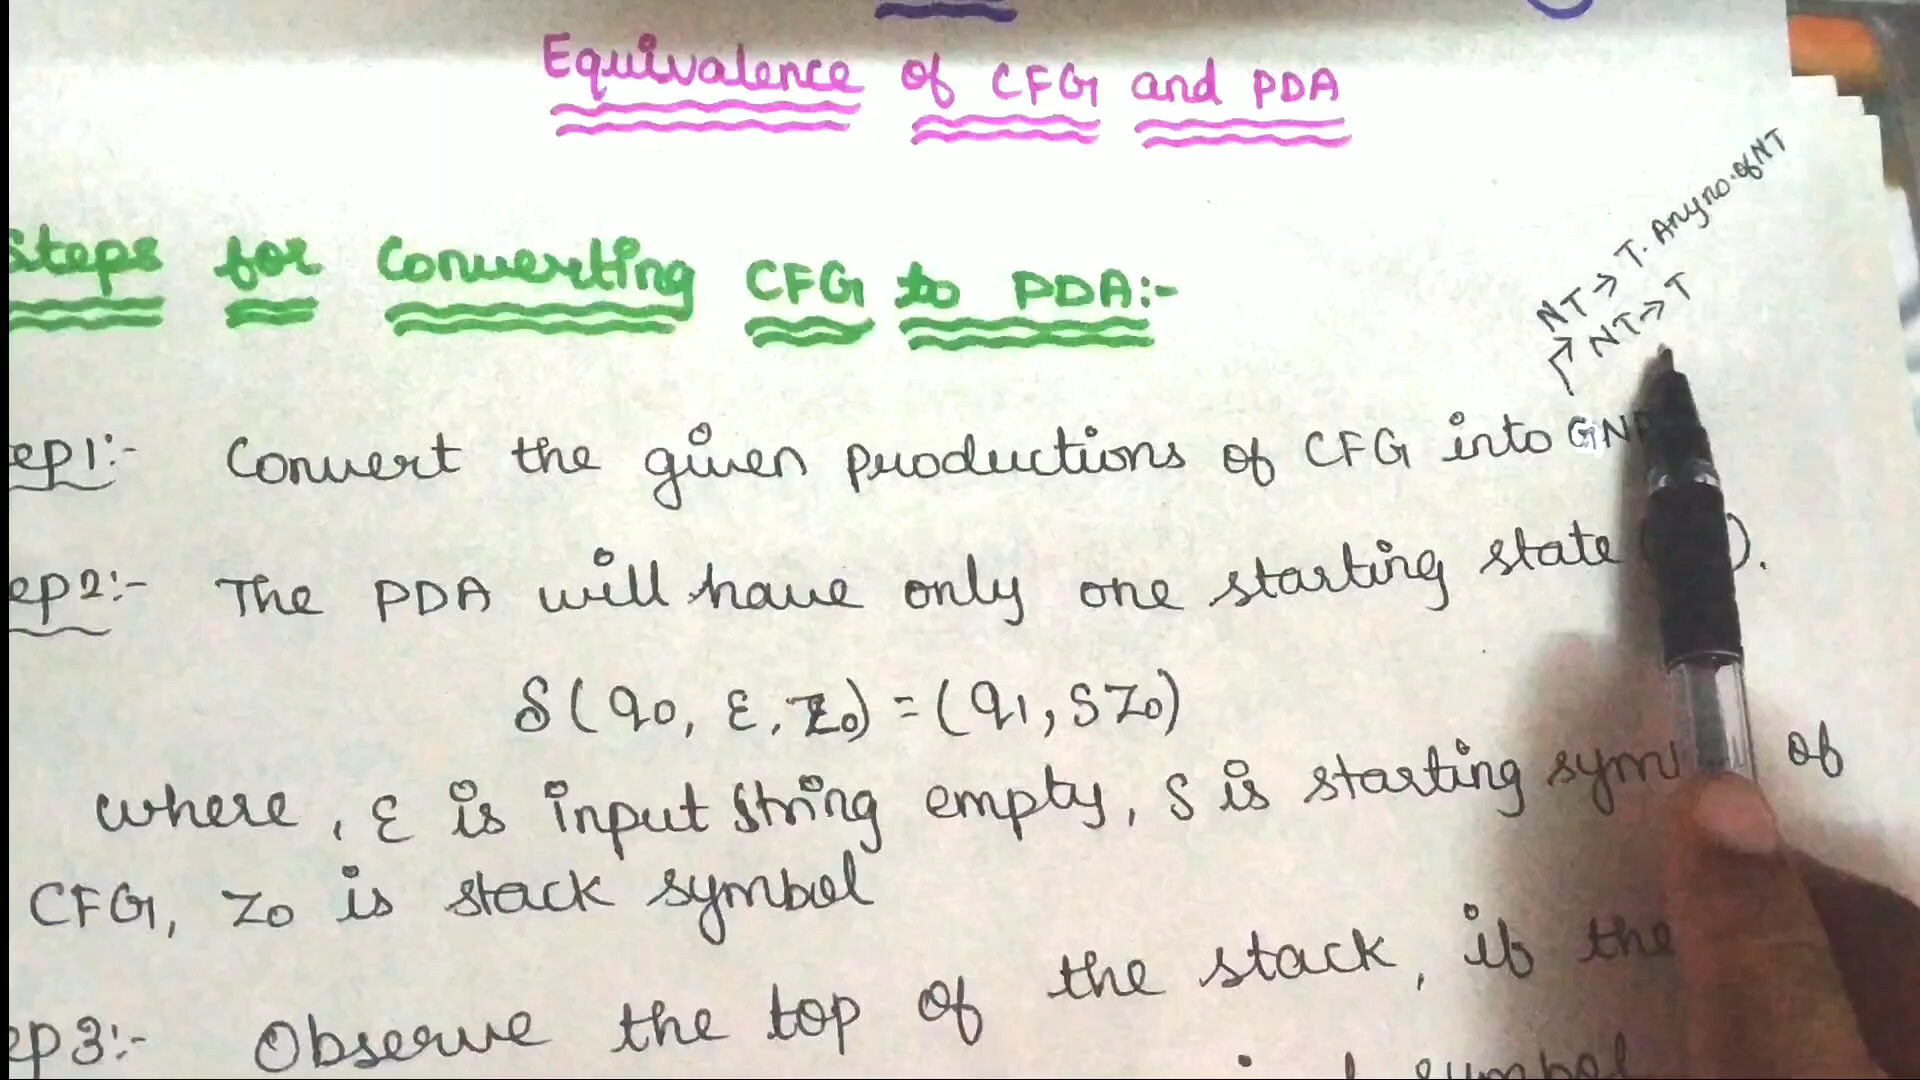 Equivalence of CFG and PDA
Steps for Converting CFG to PDA:-
NT → T. Any no. of NT
NT → T
ep1:- Convert the given productions of CFG into GNF
ep2:- The PDA will have only one starting state ( ).
δ(q0, ε, z0) = (q1, Sz0)
where, ε is input string empty, S is starting sym of
CFG, z0 is stack symbol
ep3:- Observe the top of the stack, if the
symbol